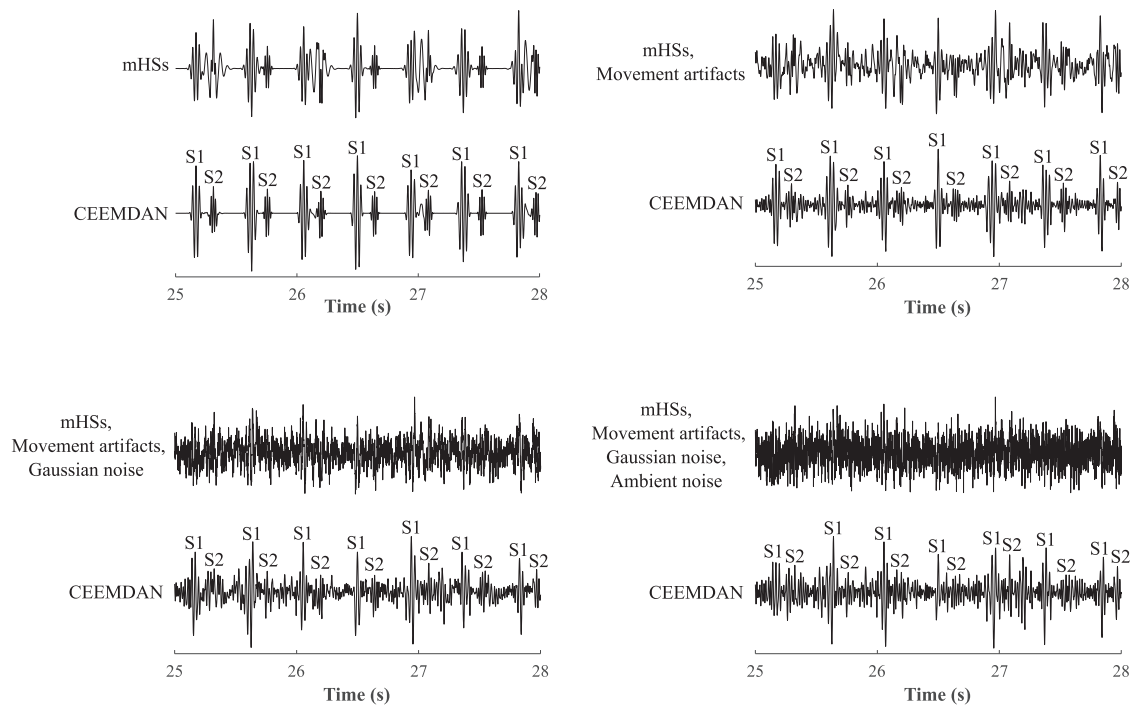 mHSs
S1 S2 S1 S2 S1 S2 S1 S2 S1 S2 S1 S2 S1 S2
CEEMDAN
25 26 27 28
Time (s)
mHSs,
Movement artifacts
S1 S2 S1 S2 S1 S2 S1 S2 S1 S2 S1 S2 S1 S2
CEEMDAN
25 26 27 28
Time (s)
mHSs,
Movement artifacts,
Gaussian noise
S1 S2 S1 S2 S1 S2 S1 S2 S1 S2 S1 S2 S1 S2
CEEMDAN
25 26 27 28
Time (s)
mHSs,
Movement artifacts,
Gaussian noise,
Ambient noise
S1 S2 S1 S2 S1 S2 S1 S2 S1 S2 S1 S2 S1 S2
CEEMDAN
25 26 27 28
Time (s)